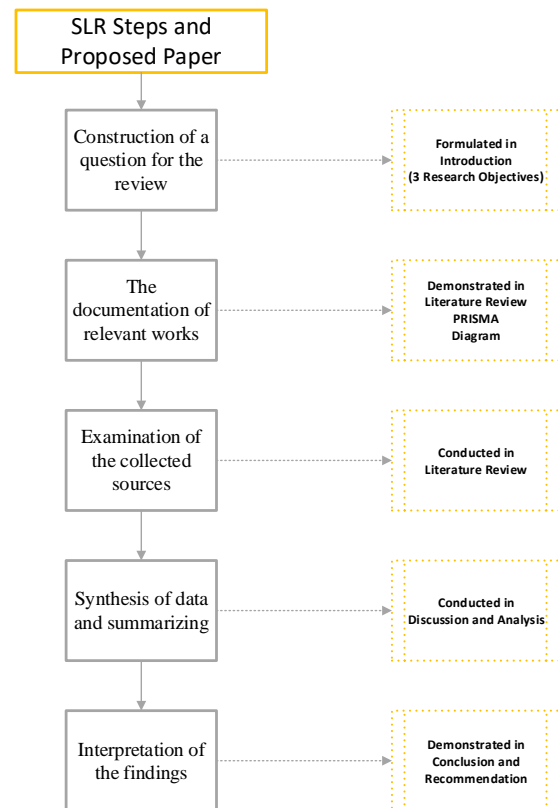 SLR Steps and
Proposed Paper
Construction of a
question for the
review
Formulated in
Introduction
(3 Research Objectives)
The
documentation of
relevant works
Demonstrated in
Literature Review
PRISMA
Diagram
Examination of
the collected
sources
Conducted in
Literature Review
Synthesis of data
and summarizing
Conducted in
Discussion and Analysis
Interpretation of
the findings
Demonstrated in
Conclusion and
Recommendation